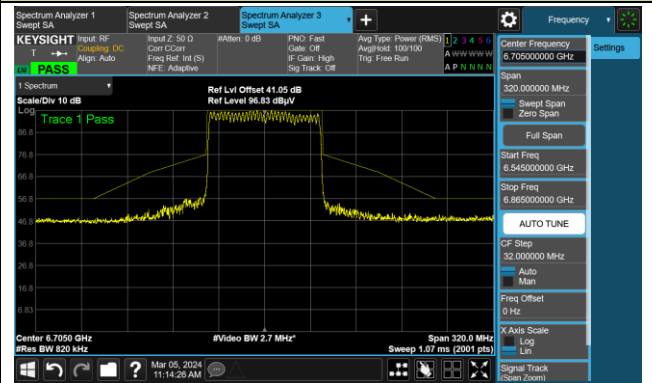 Spectrum Analyzer 1
Swept SA
Spectrum Analyzer 2
Swept SA
Spectrum Analyzer 3
Swept SA
Frequency
KEYSIGHT
T
LNI PASS
Input: RF
Coupling: DC
Align: Auto
Input Z: 50 Ω
Corr CCorr
Freq Ref: Int (S)
NFE: Adaptive
#Atten: 0 dB
PNO: Fast
Gate: Off
IF Gain: High
Sig Track: Off
Avg Type: Power (RMS)
Avg|Hold: 100/100
Trig: Free Run
1 2 3 4 5 6
A W W W W W
A P N N N N
1 Spectrum
Scale/Div 10 dB
Ref Lvl Offset 41.05 dB
Ref Level 96.83 dBµV
Log
Trace 1 Pass
86.8
76.8
66.8
56.8
46.8
36.8
26.8
16.8
6.83
Center 6.7050 GHz
#Res BW 820 kHz
#Video BW 2.7 MHz*
Span 320.0 MHz
Sweep 1.07 ms (2001 pts)
Mar 05, 2024
11:14:26 AM
Center Frequency
6.705000000 GHz
Settings
Span
320.000000 MHz
Swept Span
Zero Span
Full Span
Start Freq
6.545000000 GHz
Stop Freq
6.865000000 GHz
AUTO TUNE
CF Step
32.000000 MHz
Auto
Man
Freq Offset
0 Hz
X Axis Scale
Log
Lin
Signal Track
(Span Zoom)